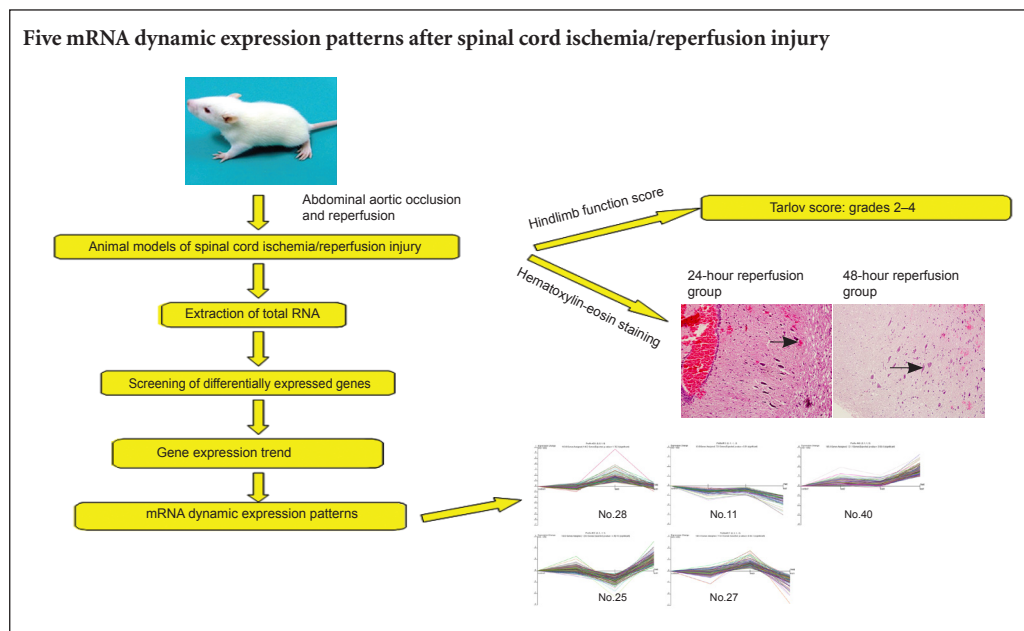 Five mRNA dynamic expression patterns after spinal cord ischemia/reperfusion injury
Abdominal aortic occlusion
and reperfusion
Animal models of spinal cord ischemia/reperfusion injury
Extraction of total RNA
Screening of differentially expressed genes
Gene expression trend
mRNA dynamic expression patterns
Hindlimb function score
Tarlov score: grades 2–4
Hematoxylin-eosin staining
24-hour reperfusion
group
48-hour reperfusion
group
No.28
No.11
No.40
No.25
No.27